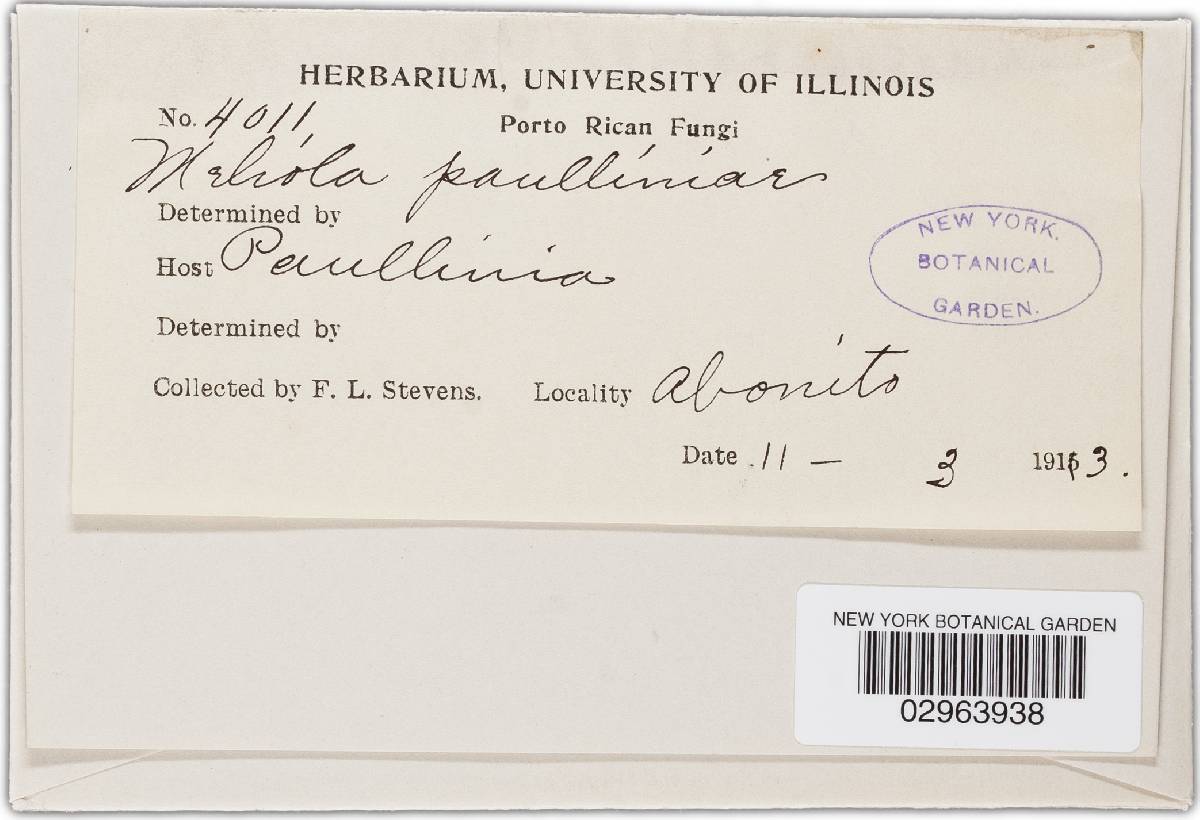 HERBARIUM, UNIVERSITY OF ILLINOIS
No. 4011
Porto Rican Fungi
Meliola paulliniae
Determined by
Host Paullinia
NEW YORK.
BOTANICAL
GARDEN.
Determined by
Collected by F. L. Stevens. Locality Abonito
Date 11 - 3 1913.
NEW YORK BOTANICAL GARDEN
02963938